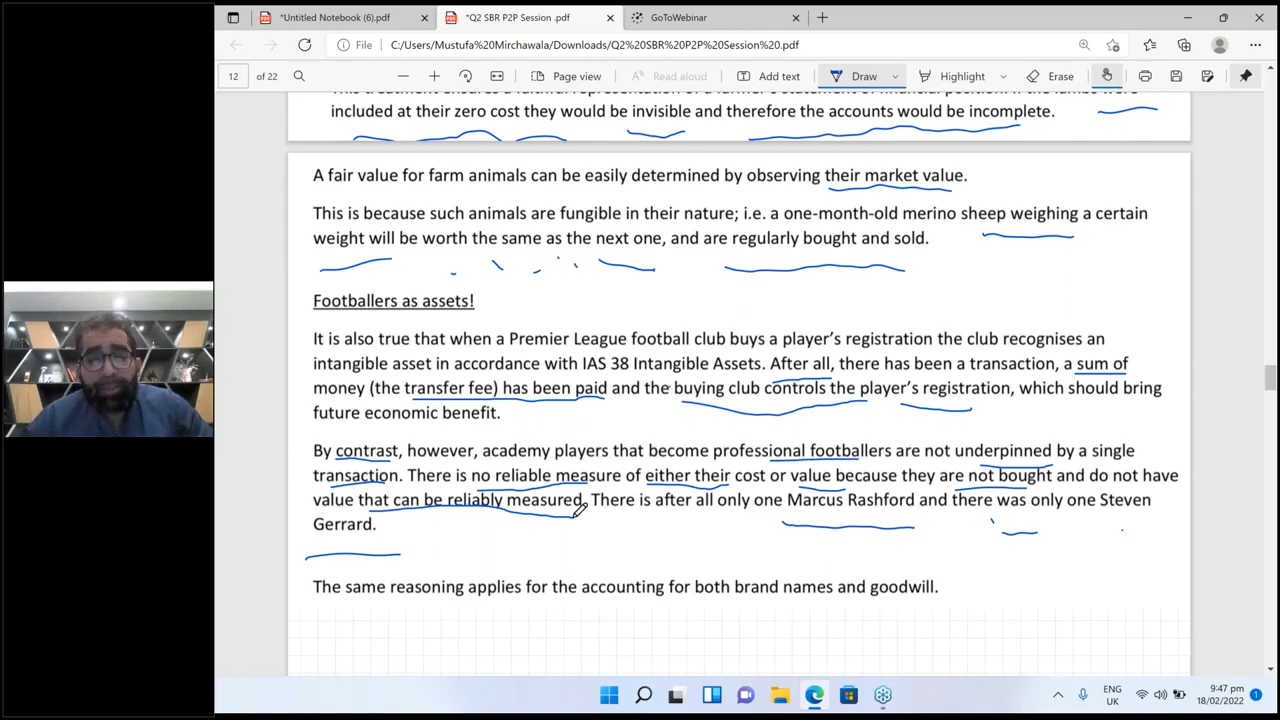 *Untitled Notebook (6).pdf
*Q2 SBR P2P Session .pdf
GoToWebinar
File
C:/Users/Mustufa%20Mirchawala/Downloads/Q2%20SBR%20P2P%20Session%20.pdf
12 of 22
Page view
Read aloud
Add text
Draw
Highlight
Erase
included at their zero cost they would be invisible and therefore the accounts would be incomplete.
A fair value for farm animals can be easily determined by observing their market value.
This is because such animals are fungible in their nature; i.e. a one-month-old merino sheep weighing a certain
weight will be worth the same as the next one, and are regularly bought and sold.
Footballers as assets!
It is also true that when a Premier League football club buys a player's registration the club recognises an
intangible asset in accordance with IAS 38 Intangible Assets. After all, there has been a transaction, a sum of
money (the transfer fee) has been paid and the buying club controls the player's registration, which should bring
future economic benefit.
By contrast, however, academy players that become professional footballers are not underpinned by a single
transaction. There is no reliable measure of either their cost or value because they are not bought and do not have
value that can be reliably measured. There is after all only one Marcus Rashford and there was only one Steven
Gerrard.
The same reasoning applies for the accounting for both brand names and goodwill.
ENG
UK
9:47 pm
18/02/2022